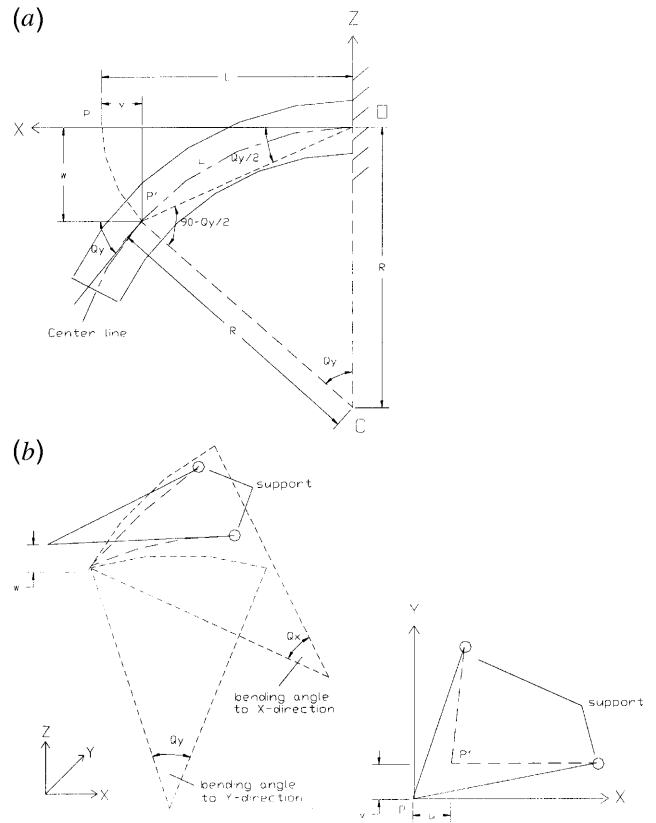 (a)
Z
L
P
v
X
O
w
L
Qy/2
P'
90-Qy/2
Qy
R
R
Center line
Qy
C
(b)
support
w
Y
Qx
bending angle
to X-direction
support
Z
Y
Qy
P'
X
bending angle
to Y-direction
v
P
X